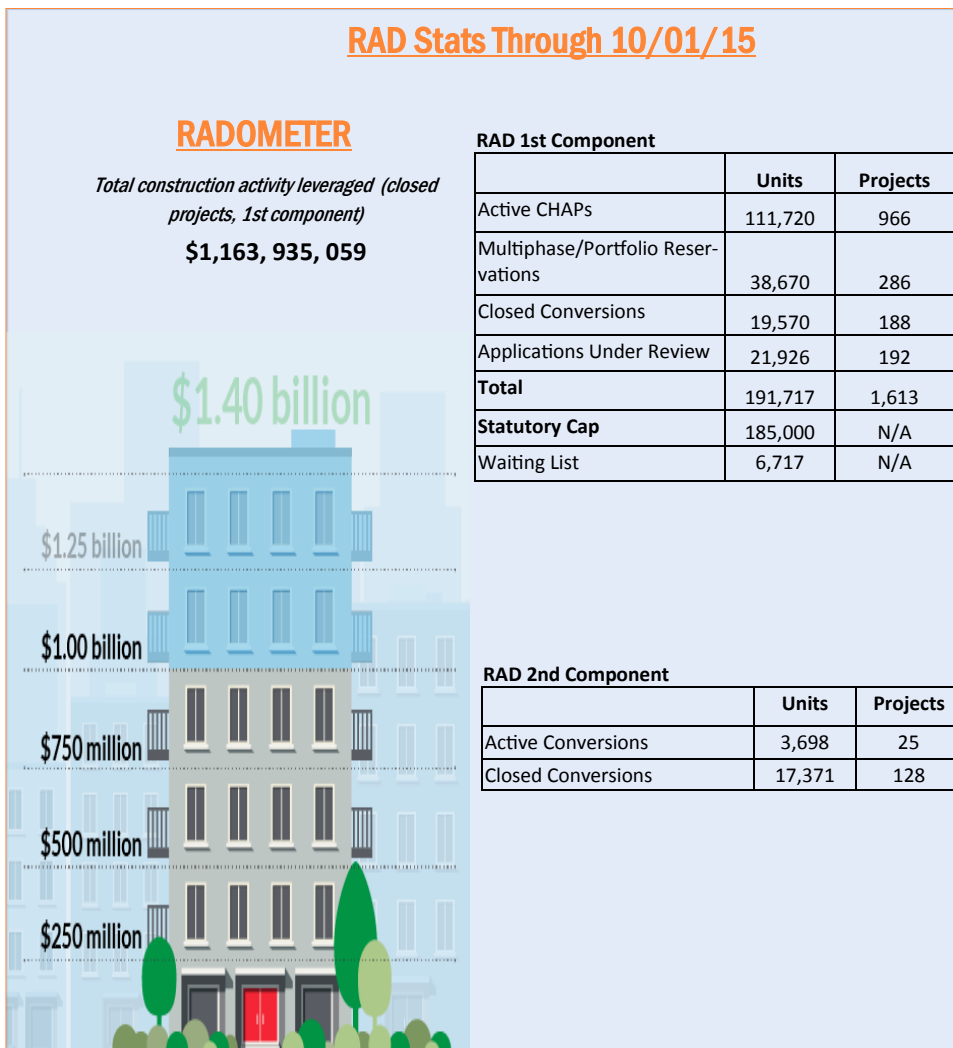 RAD Stats Through 10/01/15
RADOMETER
Total construction activity leveraged (closed
projects, 1st component)
$1,163, 935, 059
$1.40 billion
$1.25 billion
$1.00 billion
$750 million
$500 million
$250 million
RAD 1st Component
Units Projects
Active CHAPs 111,720 966
Multiphase/Portfolio Reser-
vations 38,670 286
Closed Conversions 19,570 188
Applications Under Review 21,926 192
Total 191,717 1,613
Statutory Cap 185,000 N/A
Waiting List 6,717 N/A
RAD 2nd Component
Units Projects
Active Conversions 3,698 25
Closed Conversions 17,371 128